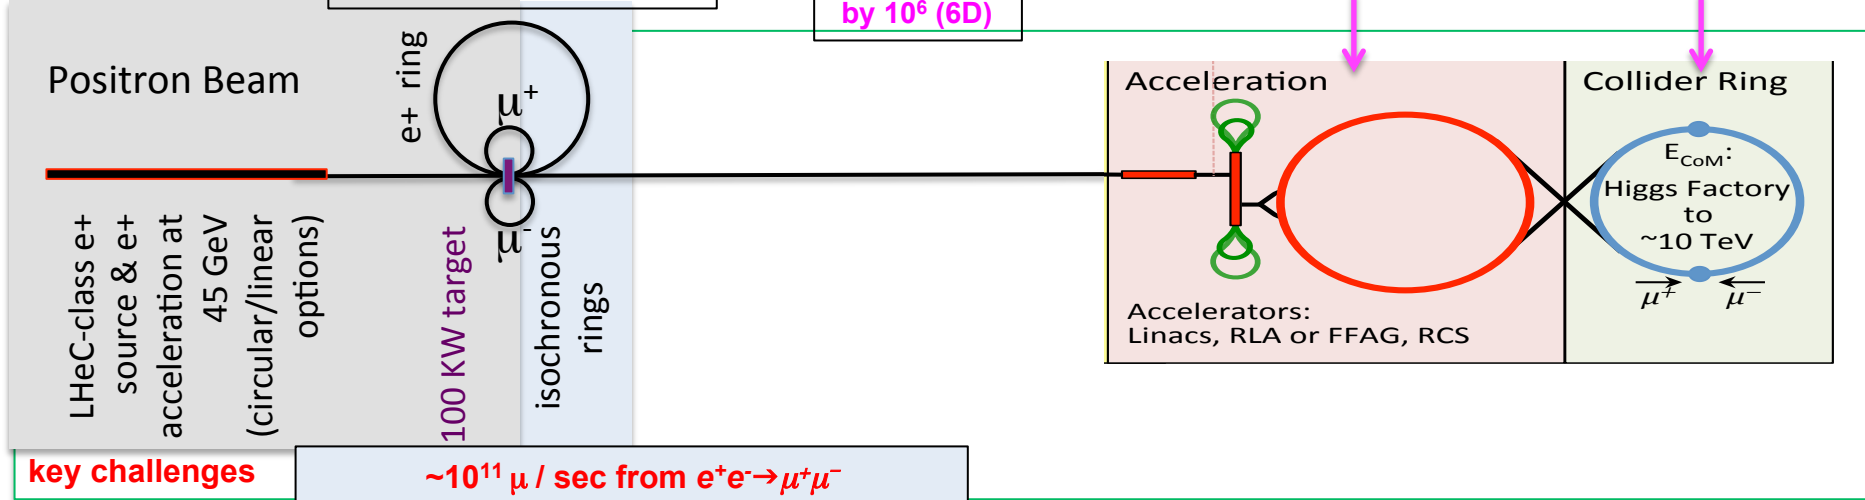 by 10⁶ (6D)
Positron Beam
e+ ring
μ⁺
μ⁻
LHeC-class e+
source & e+
acceleration at
45 GeV
(circular/linear
options)
100 KW target
isochronous
rings
Acceleration
Accelerators:
Linacs, RLA or FFAG, RCS
Collider Ring
E_CoM:
Higgs Factory
to
~10 TeV
μ⁺ μ⁻
key challenges
~10¹¹ μ / sec from e⁺e⁻→μ⁺μ⁻